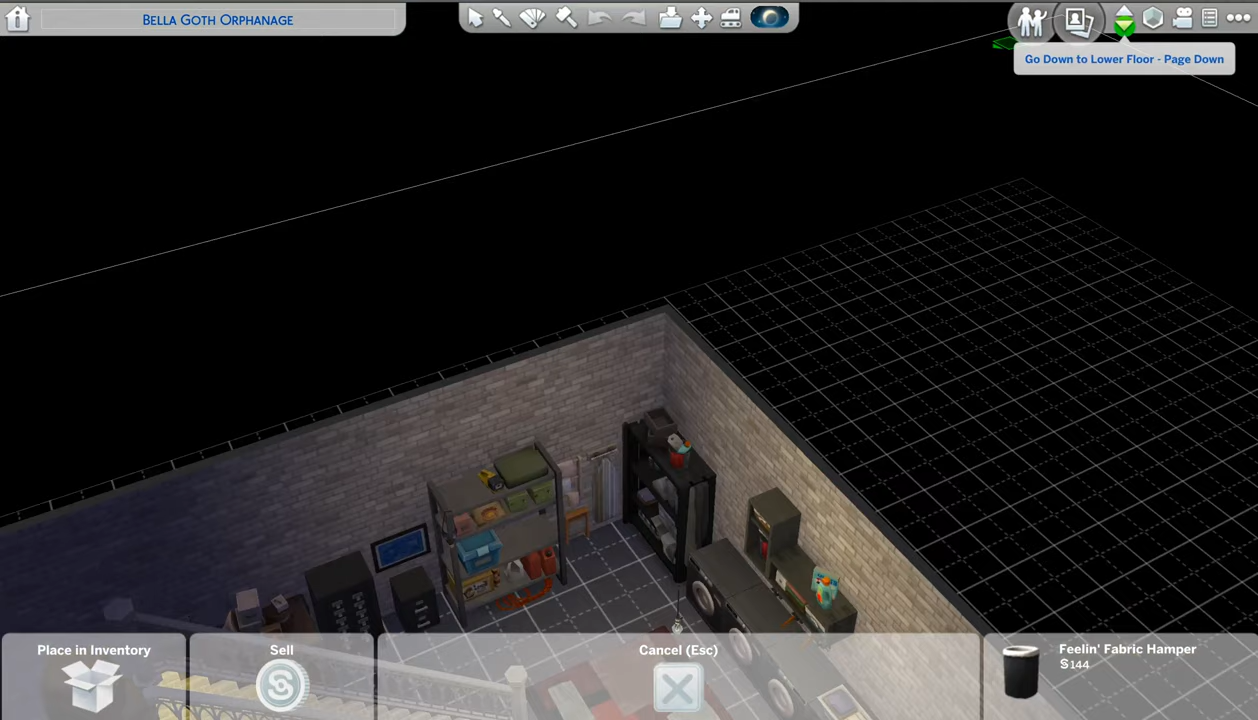 BELLA GOTH ORPHANAGE
Go Down to Lower Floor - Page Down
Place in Inventory
Sell
Cancel (Esc)
Feelin' Fabric Hamper
§144